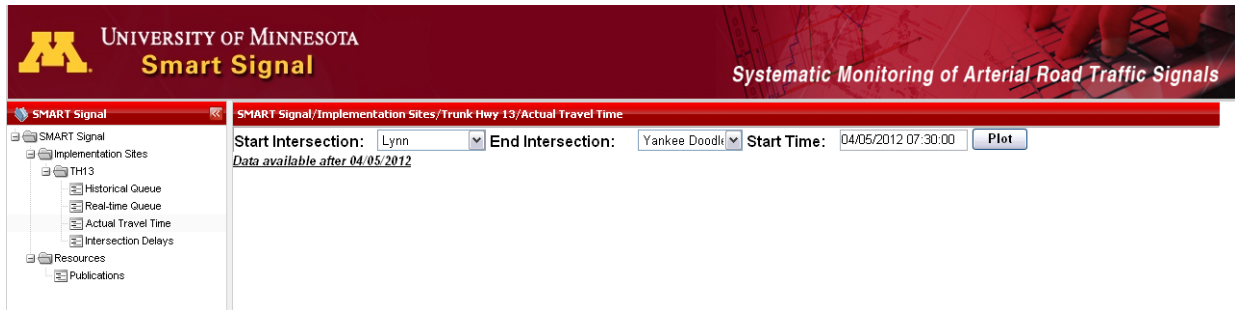 UNIVERSITY OF MINNESOTA
Smart Signal
Systematic Monitoring of Arterial Road Traffic Signals
SMART Signal
SMART Signal/Implementation Sites/Trunk Hwy 13/Actual Travel Time
SMART Signal
Implementation Sites
TH13
Historical Queue
Real-time Queue
Actual Travel Time
Intersection Delays
Resources
Publications
Start Intersection: Lynn End Intersection: Yankee Doodle Start Time: 04/05/2012 07:30:00 Plot
Data available after 04/05/2012